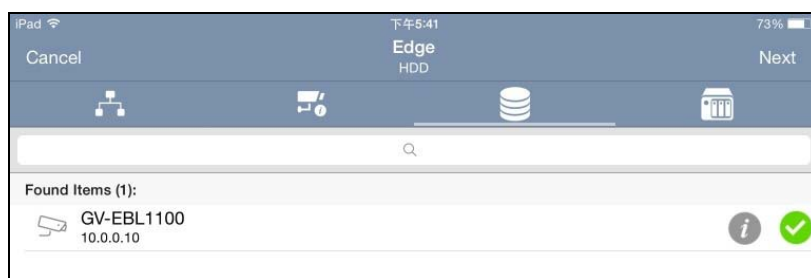 iPad 下午5:41 73%
Cancel Edge Next
HDD
Found Items (1):
GV-EBL1100
10.0.0.10